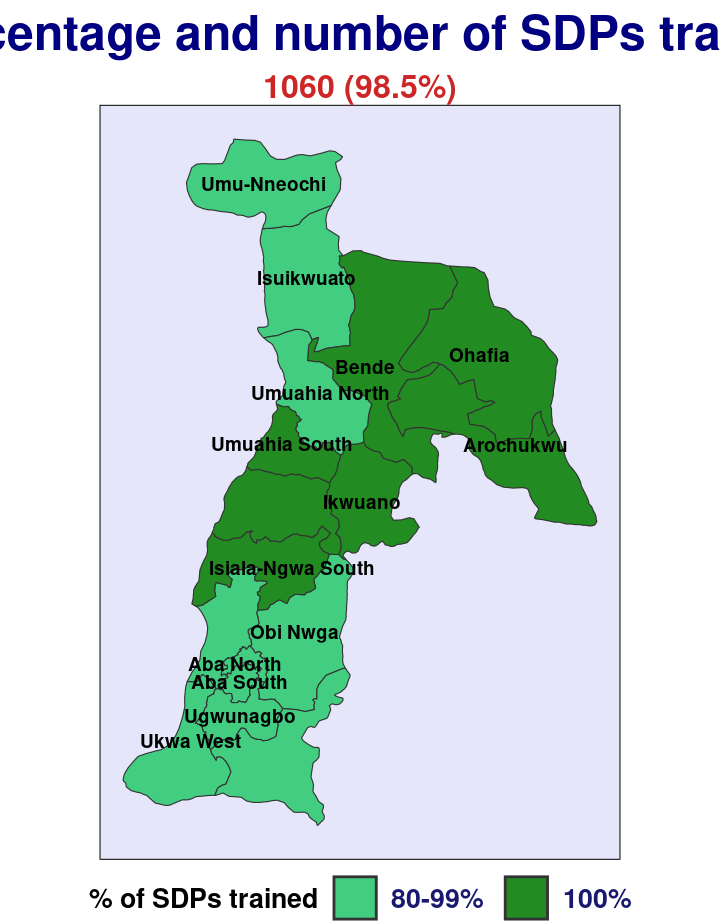 centage and number of SDPs tra
1060 (98.5%)
Umu-Nneochi
Isuikwuato
Ohafia
Bende
Umuahia North
Umuahia South
Arochukwu
Ikwuano
Isiala-Ngwa South
Obi Nwga
Aba North
Aba South
Ugwunagbo
Ukwa West
% of SDPs trained 80-99% 100%